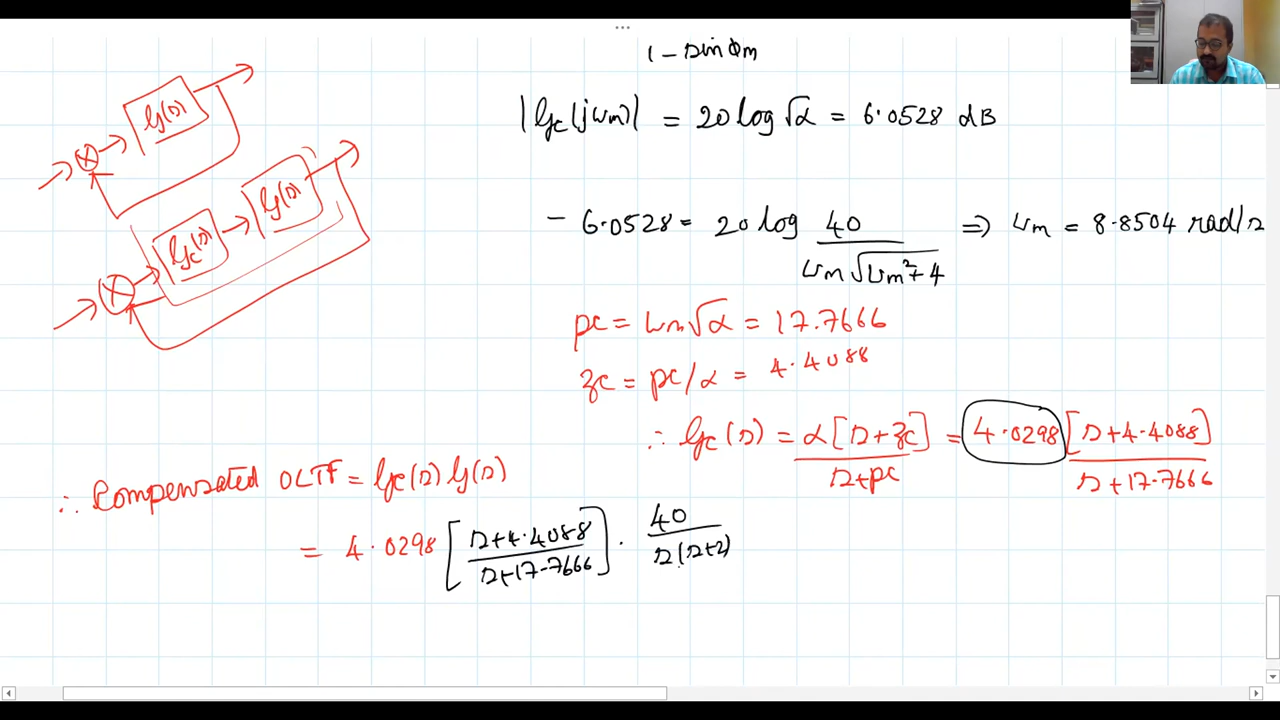 1 - sin Φm
|Gc(jωm)| = 20 log √α = 6.0528 dB
G(s)
- 6.0528 = 20 log 40 / (ωm√(ωm²+4)) ⇒ ωm = 8.8504 rad/s
Gc(s) G(s)
pc = ωm√α = 17.7666
zc = pc/α = 4.4088
∴ Gc(s) = α[s+zc] / (s+pc) = 4.0298 [s+4.4088] / (s+17.7666)
∴ Compensated OLTF = Gc(s) G(s)
= 4.0298 [(s+4.4088) / (s+17.7666)] · 40 / (s(s+2))